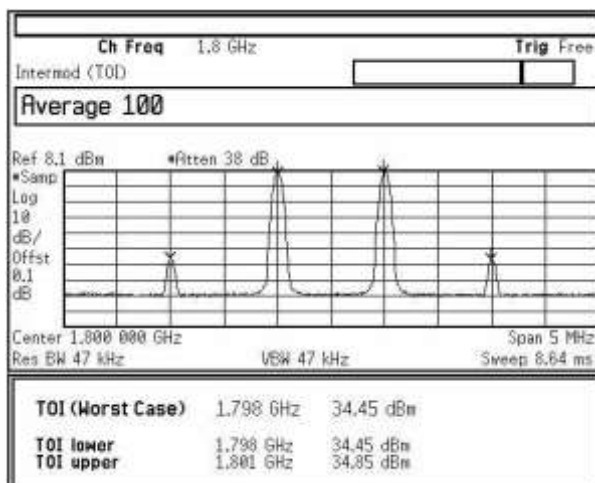 Ch Freq 1.8 GHz Trig Free
Intermod (TOI)
Average 100
Ref 8.1 dBm *Atten 38 dB
*Samp
Log
10
dB/
Offst
0.1
dB
Center 1.800 000 GHz Span 5 MHz
Res BW 47 kHz VBW 47 kHz Sweep 8.64 ms
TOI (Worst Case) 1.798 GHz 34.45 dBm
TOI lower 1.798 GHz 34.45 dBm
TOI upper 1.801 GHz 34.85 dBm